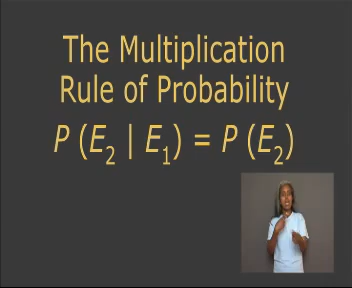 The Multiplication
Rule of Probability
P (E₂ | E₁) = P (E₂)